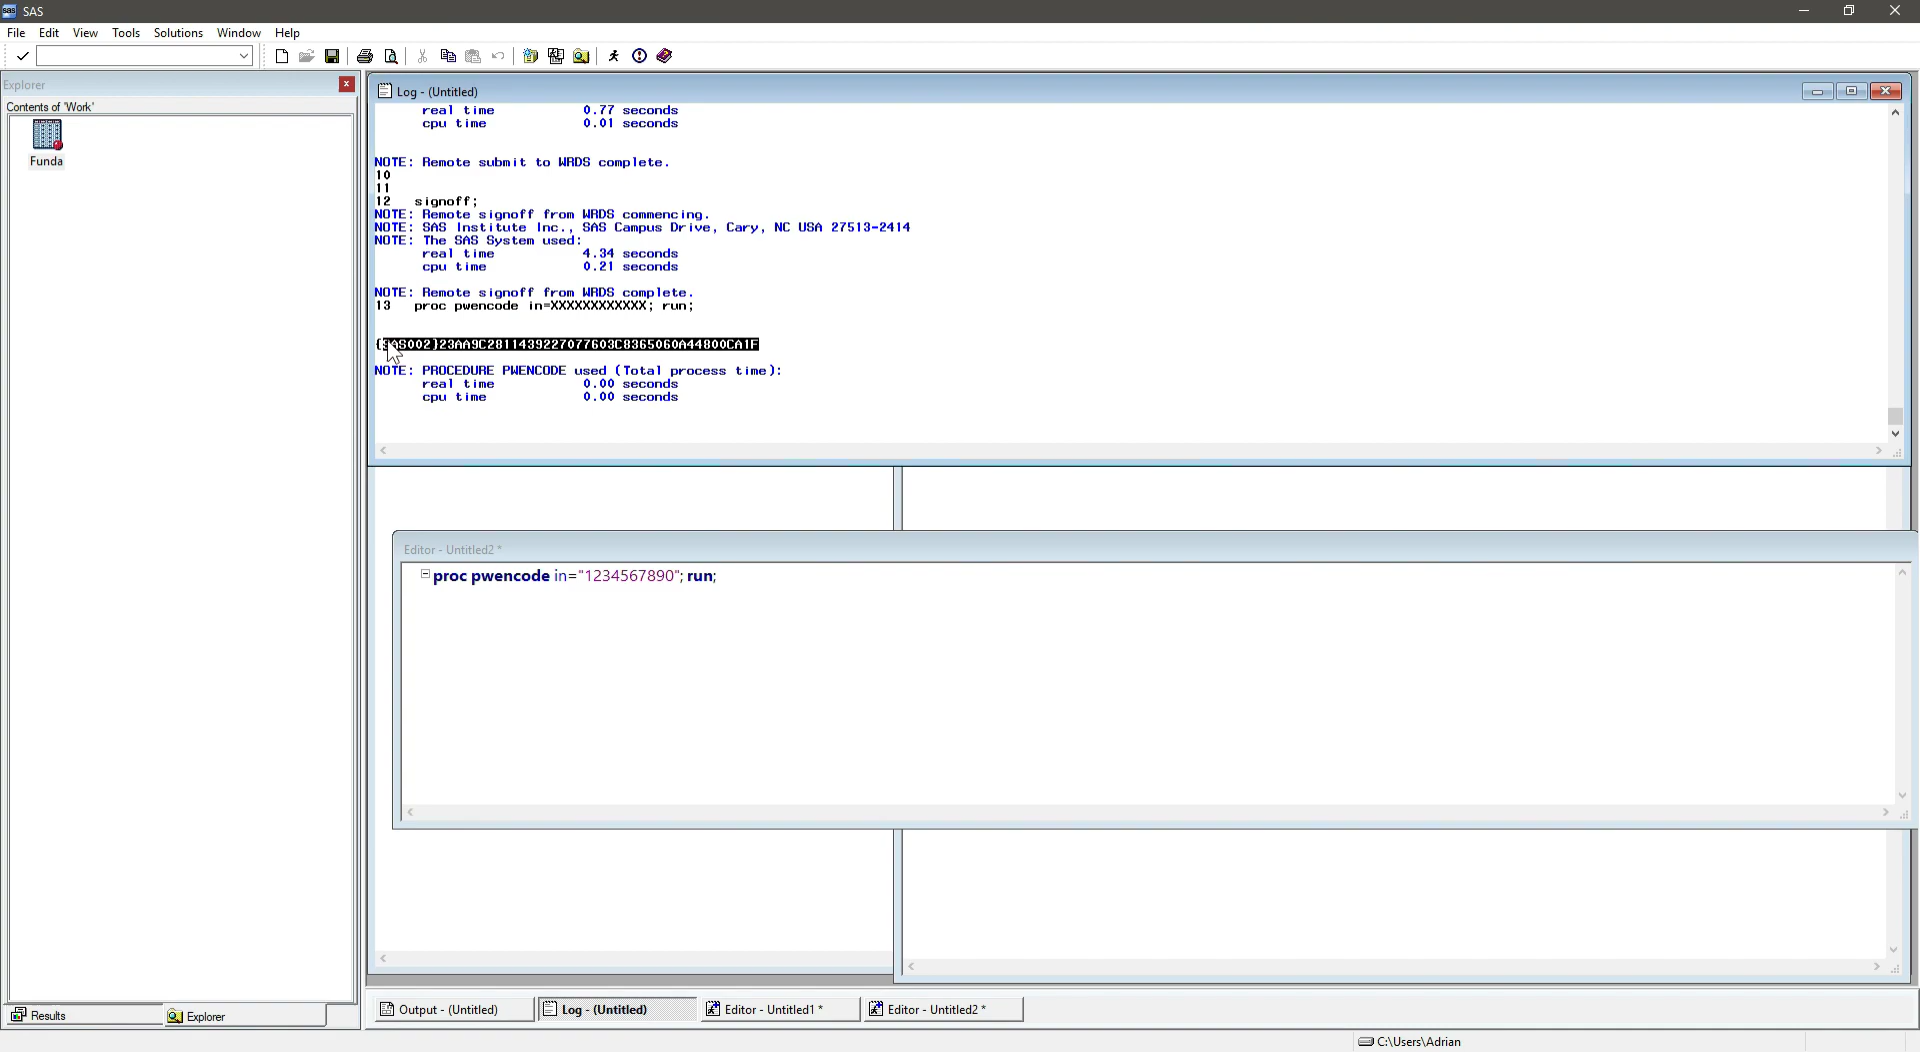 SAS
File Edit View Tools Solutions Window Help
Explorer
Contents of 'Work'
Funda
Log - (Untitled)
real time 0.77 seconds
cpu time 0.01 seconds
NOTE: Remote submit to WRDS complete.
10
11
12 signoff;
NOTE: Remote signoff from WRDS commencing.
NOTE: SAS Institute Inc., SAS Campus Drive, Cary, NC USA 27513-2414
NOTE: The SAS System used:
real time 4.34 seconds
cpu time 0.21 seconds
NOTE: Remote signoff from WRDS complete.
13 proc pwencode in=XXXXXXXXXXXX; run;
{SAS002}23AA9C2811439227077603C8365060A44800CA1F
NOTE: PROCEDURE PWENCODE used (Total process time):
real time 0.00 seconds
cpu time 0.00 seconds
Editor - Untitled2 *
proc pwencode in="1234567890"; run;
Results
Explorer
Output - (Untitled)
Log - (Untitled)
Editor - Untitled1 *
Editor - Untitled2 *
C:\Users\Adrian